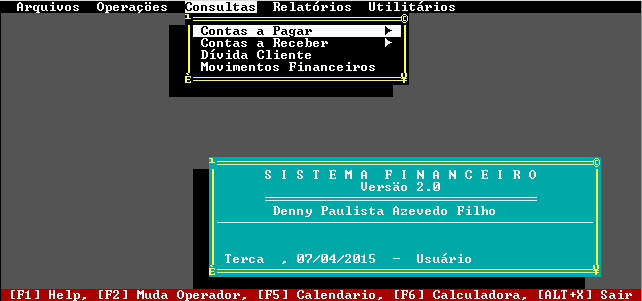 Arquivos Operações Consultas Relatórios Utilitários
Contas a Pagar
Contas a Receber
Dívida Cliente
Movimentos Financeiros
S I S T E M A F I N A N C E I R O
Versão 2.0
Denny Paulista Azevedo Filho
Terca , 07/04/2015 - Usuário
[F1] Help, [F2] Muda Operador, [F5] Calendario, [F6] Calculadora, [ALT+X] Sair